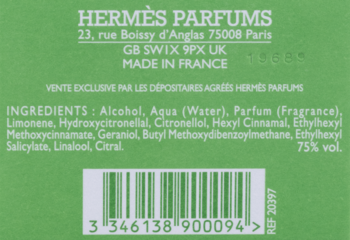 HERMÈS PARFUMS
23, rue Boissy d'Anglas 75008 Paris
GB SW1X 9PX UK
MADE IN FRANCE
VENTE EXCLUSIVE PAR LES DÉPOSITAIRES AGRÉÉS HERMÈS PARFUMS
INGREDIENTS : Alcohol, Aqua (Water), Parfum (Fragrance),
Limonene, Hydroxycitronellal, Citronellol, Hexyl Cinnamal, Ethylhexyl
Methoxycinnamate, Geraniol, Butyl Methoxydibenzoylmethane, Ethylhexyl
Salicylate, Linalool, Citral. 75% vol.
3 346138 900094 >
REF 20397